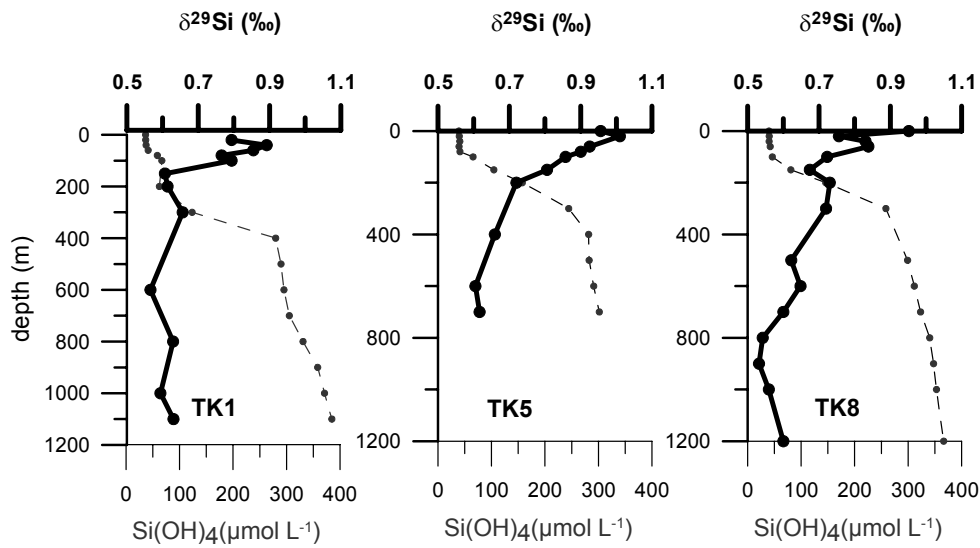 δ²⁹Si (‰) δ²⁹Si (‰) δ²⁹Si (‰)
0.5 0.7 0.9 1.1 0.5 0.7 0.9 1.1 0.5 0.7 0.9 1.1
0 0 0
200
400 400 400
depth (m)
600
800 800 800
1000
TK1 TK5 TK8
1200 1200 1200
0 100 200 300 400 0 100 200 300 400 0 100 200 300 400
Si(OH)4(µmol L⁻¹) Si(OH)4(µmol L⁻¹) Si(OH)4(µmol L⁻¹)